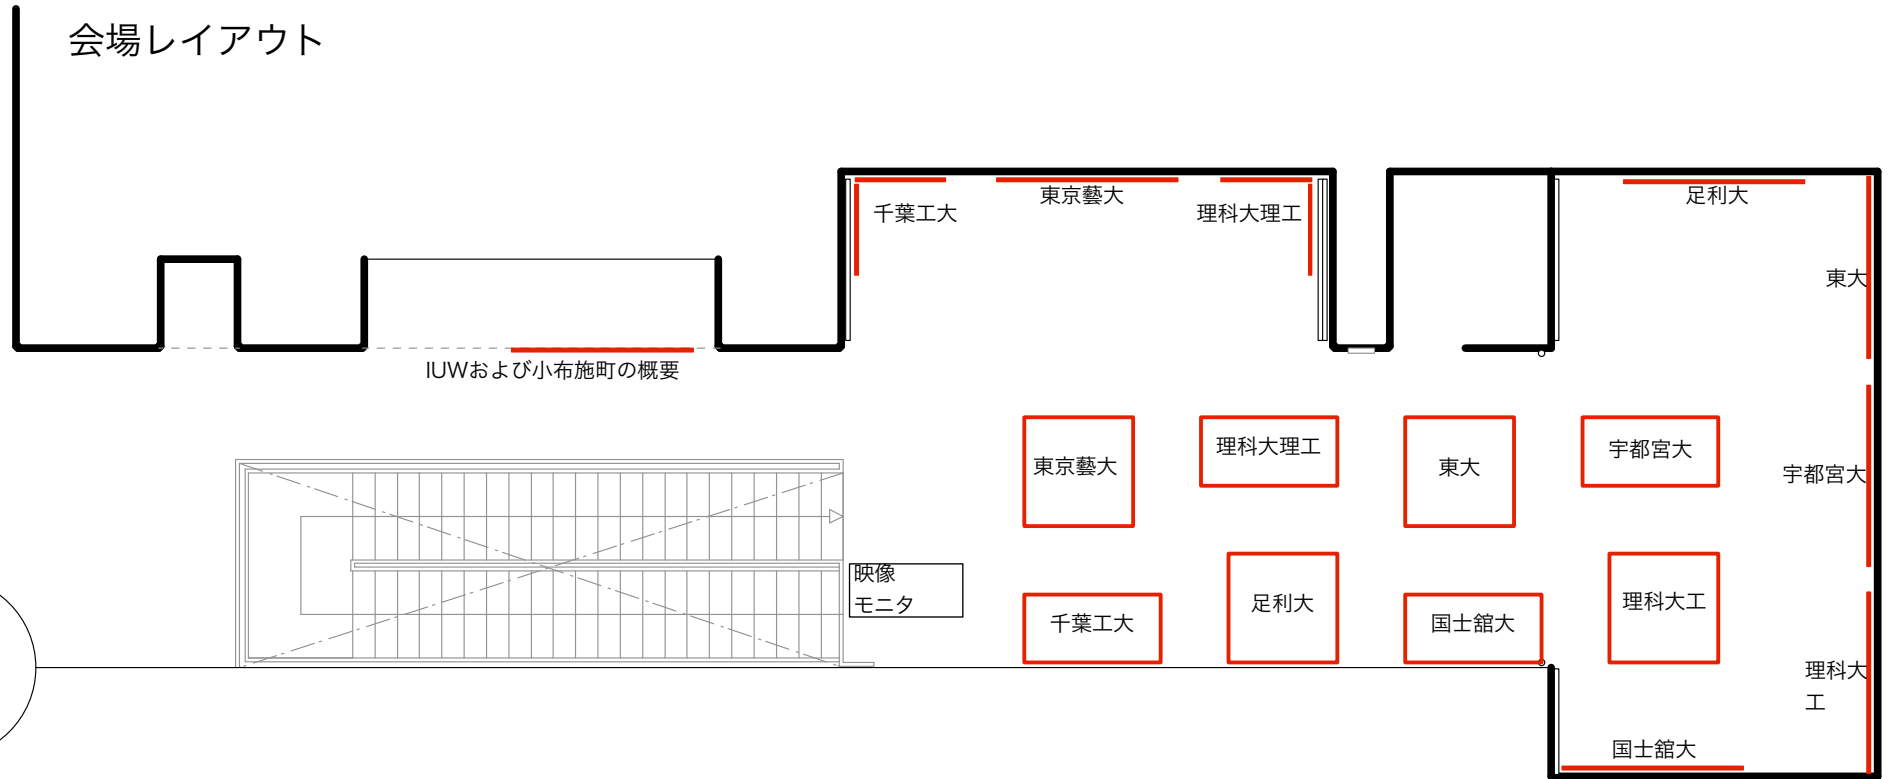 会場レイアウト
千葉工大
東京藝大
理科大理工
足利大
東大
IUWおよび小布施町の概要
東京藝大
理科大理工
東大
宇都宮大
宇都宮大
映像
モニタ
千葉工大
足利大
国士舘大
理科大工
理科大
工
国士舘大